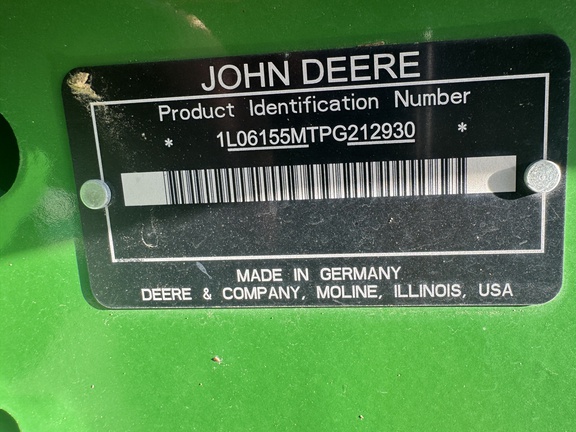 JOHN DEERE
Product Identification Number
* 1L06155MTPG212930 *
MADE IN GERMANY
DEERE & COMPANY, MOLINE, ILLINOIS, USA